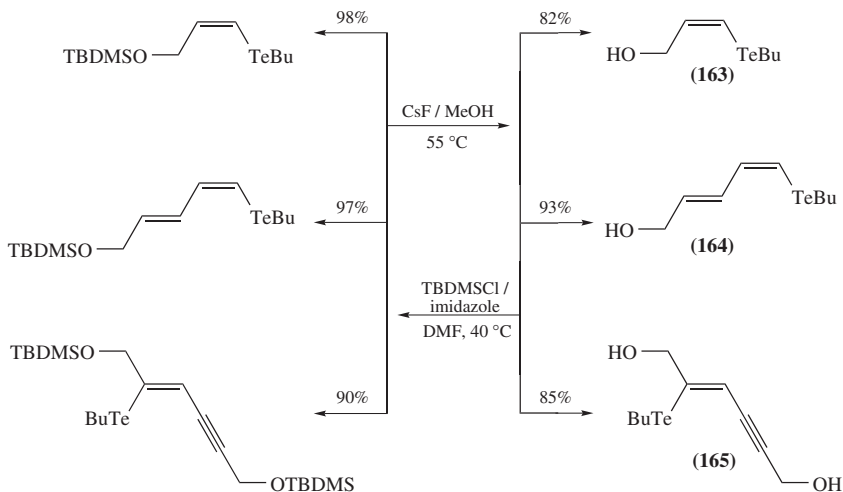 98%
82%
TBDMSO
TeBu
HO
TeBu
(163)
CsF / MeOH
55 °C
97%
93%
TBDMSO
TeBu
HO
TeBu
(164)
TBDMSCl /
imidazole
DMF, 40 °C
TBDMSO
BuTe
90%
OTBDMS
HO
BuTe
85%
(165)
OH